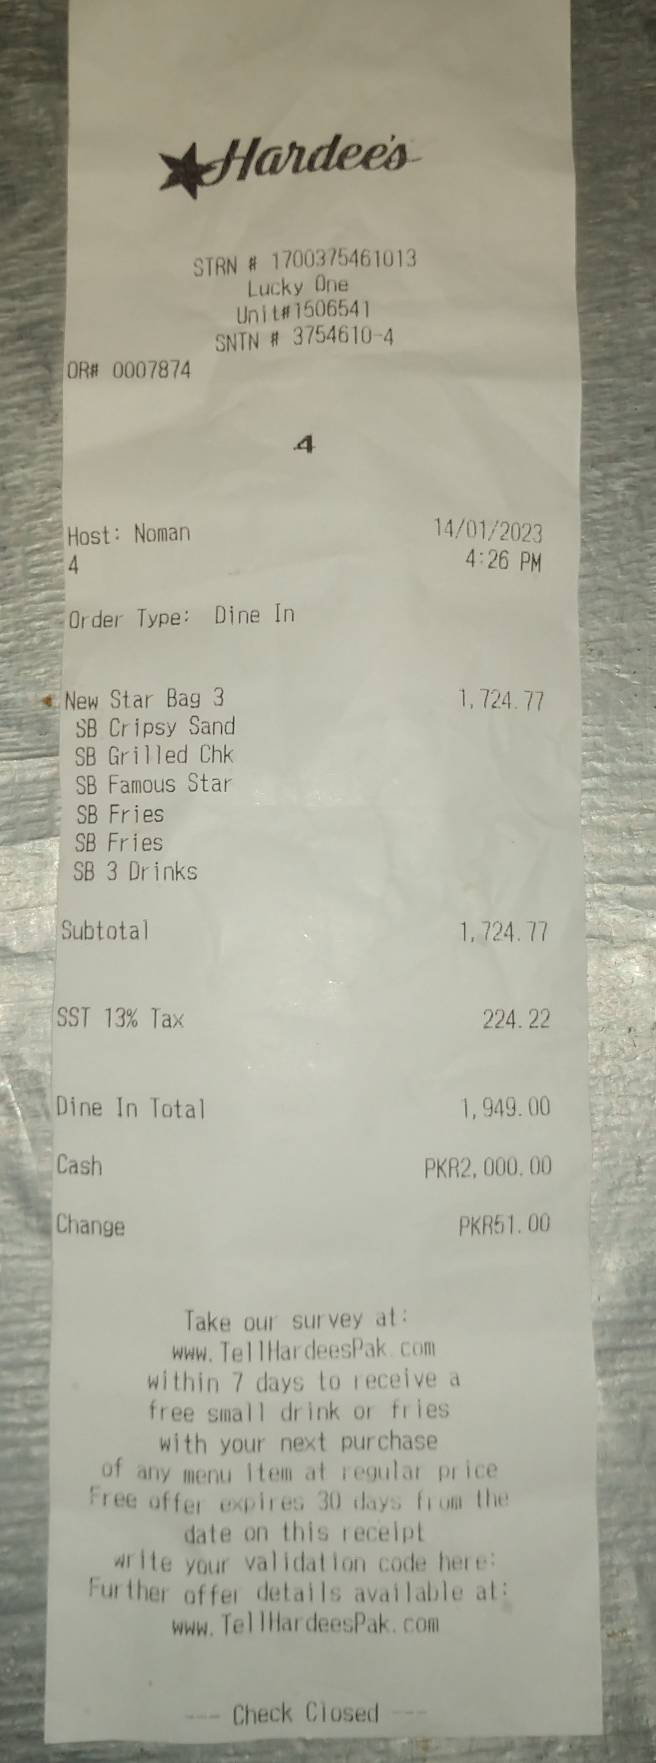 Hardee's
STRN # 1700375461013
Lucky One
Unit#1506541
SNTN # 3754610-4
OR# 0007874
4
Host: Noman 14/01/2023
4 4:26 PM
Order Type: Dine In
New Star Bag 3 1,724.77
SB Cripsy Sand
SB Grilled Chk
SB Famous Star
SB Fries
SB Fries
SB 3 Drinks
Subtotal 1,724.77
SST 13% Tax 224.22
Dine In Total 1,949.00
Cash PKR2,000.00
Change PKR51.00
Take our survey at:
www.TellHardeesPak.com
within 7 days to receive a
free small drink or fries
with your next purchase
of any menu item at regular price
Free offer expires 30 days from the
date on this receipt
write your validation code here:
Further offer details available at:
www.TellHardeesPak.com
--- Check Closed ---